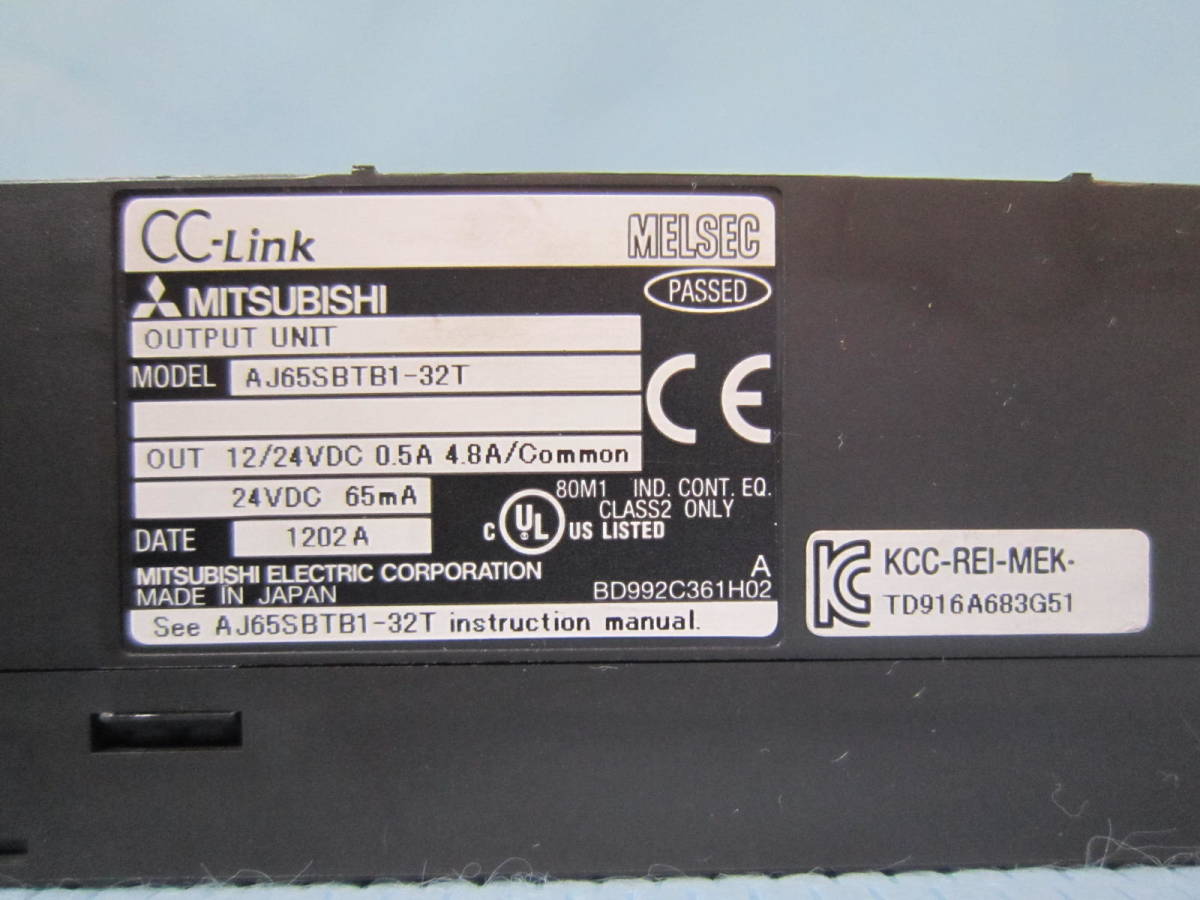 CC-Link MELSEC
MITSUBISHI PASSED
OUTPUT UNIT
MODEL AJ65SBTB1-32T
CE
OUT 12/24VDC 0.5A 4.8A/Common
24VDC 65mA
80M1 IND. CONT. EQ.
CLASS2 ONLY
C UL US LISTED
DATE 1202A
MITSUBISHI ELECTRIC CORPORATION A
MADE IN JAPAN BD992C361H02
See AJ65SBTB1-32T instruction manual.
KCC-REI-MEK-
TD916A683G51